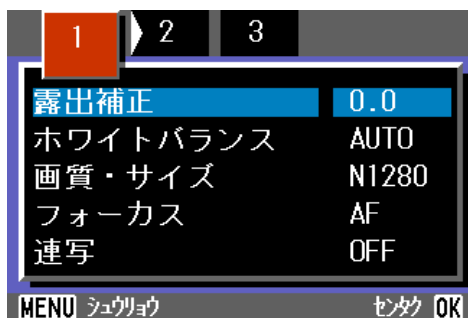 1 2 3
露出補正 0.0
ホワイトバランス AUTO
画質・サイズ N1280
フォーカス AF
連写 OFF
MENU ｼｭｳﾘｮｳ ｾﾝﾀｸ OK